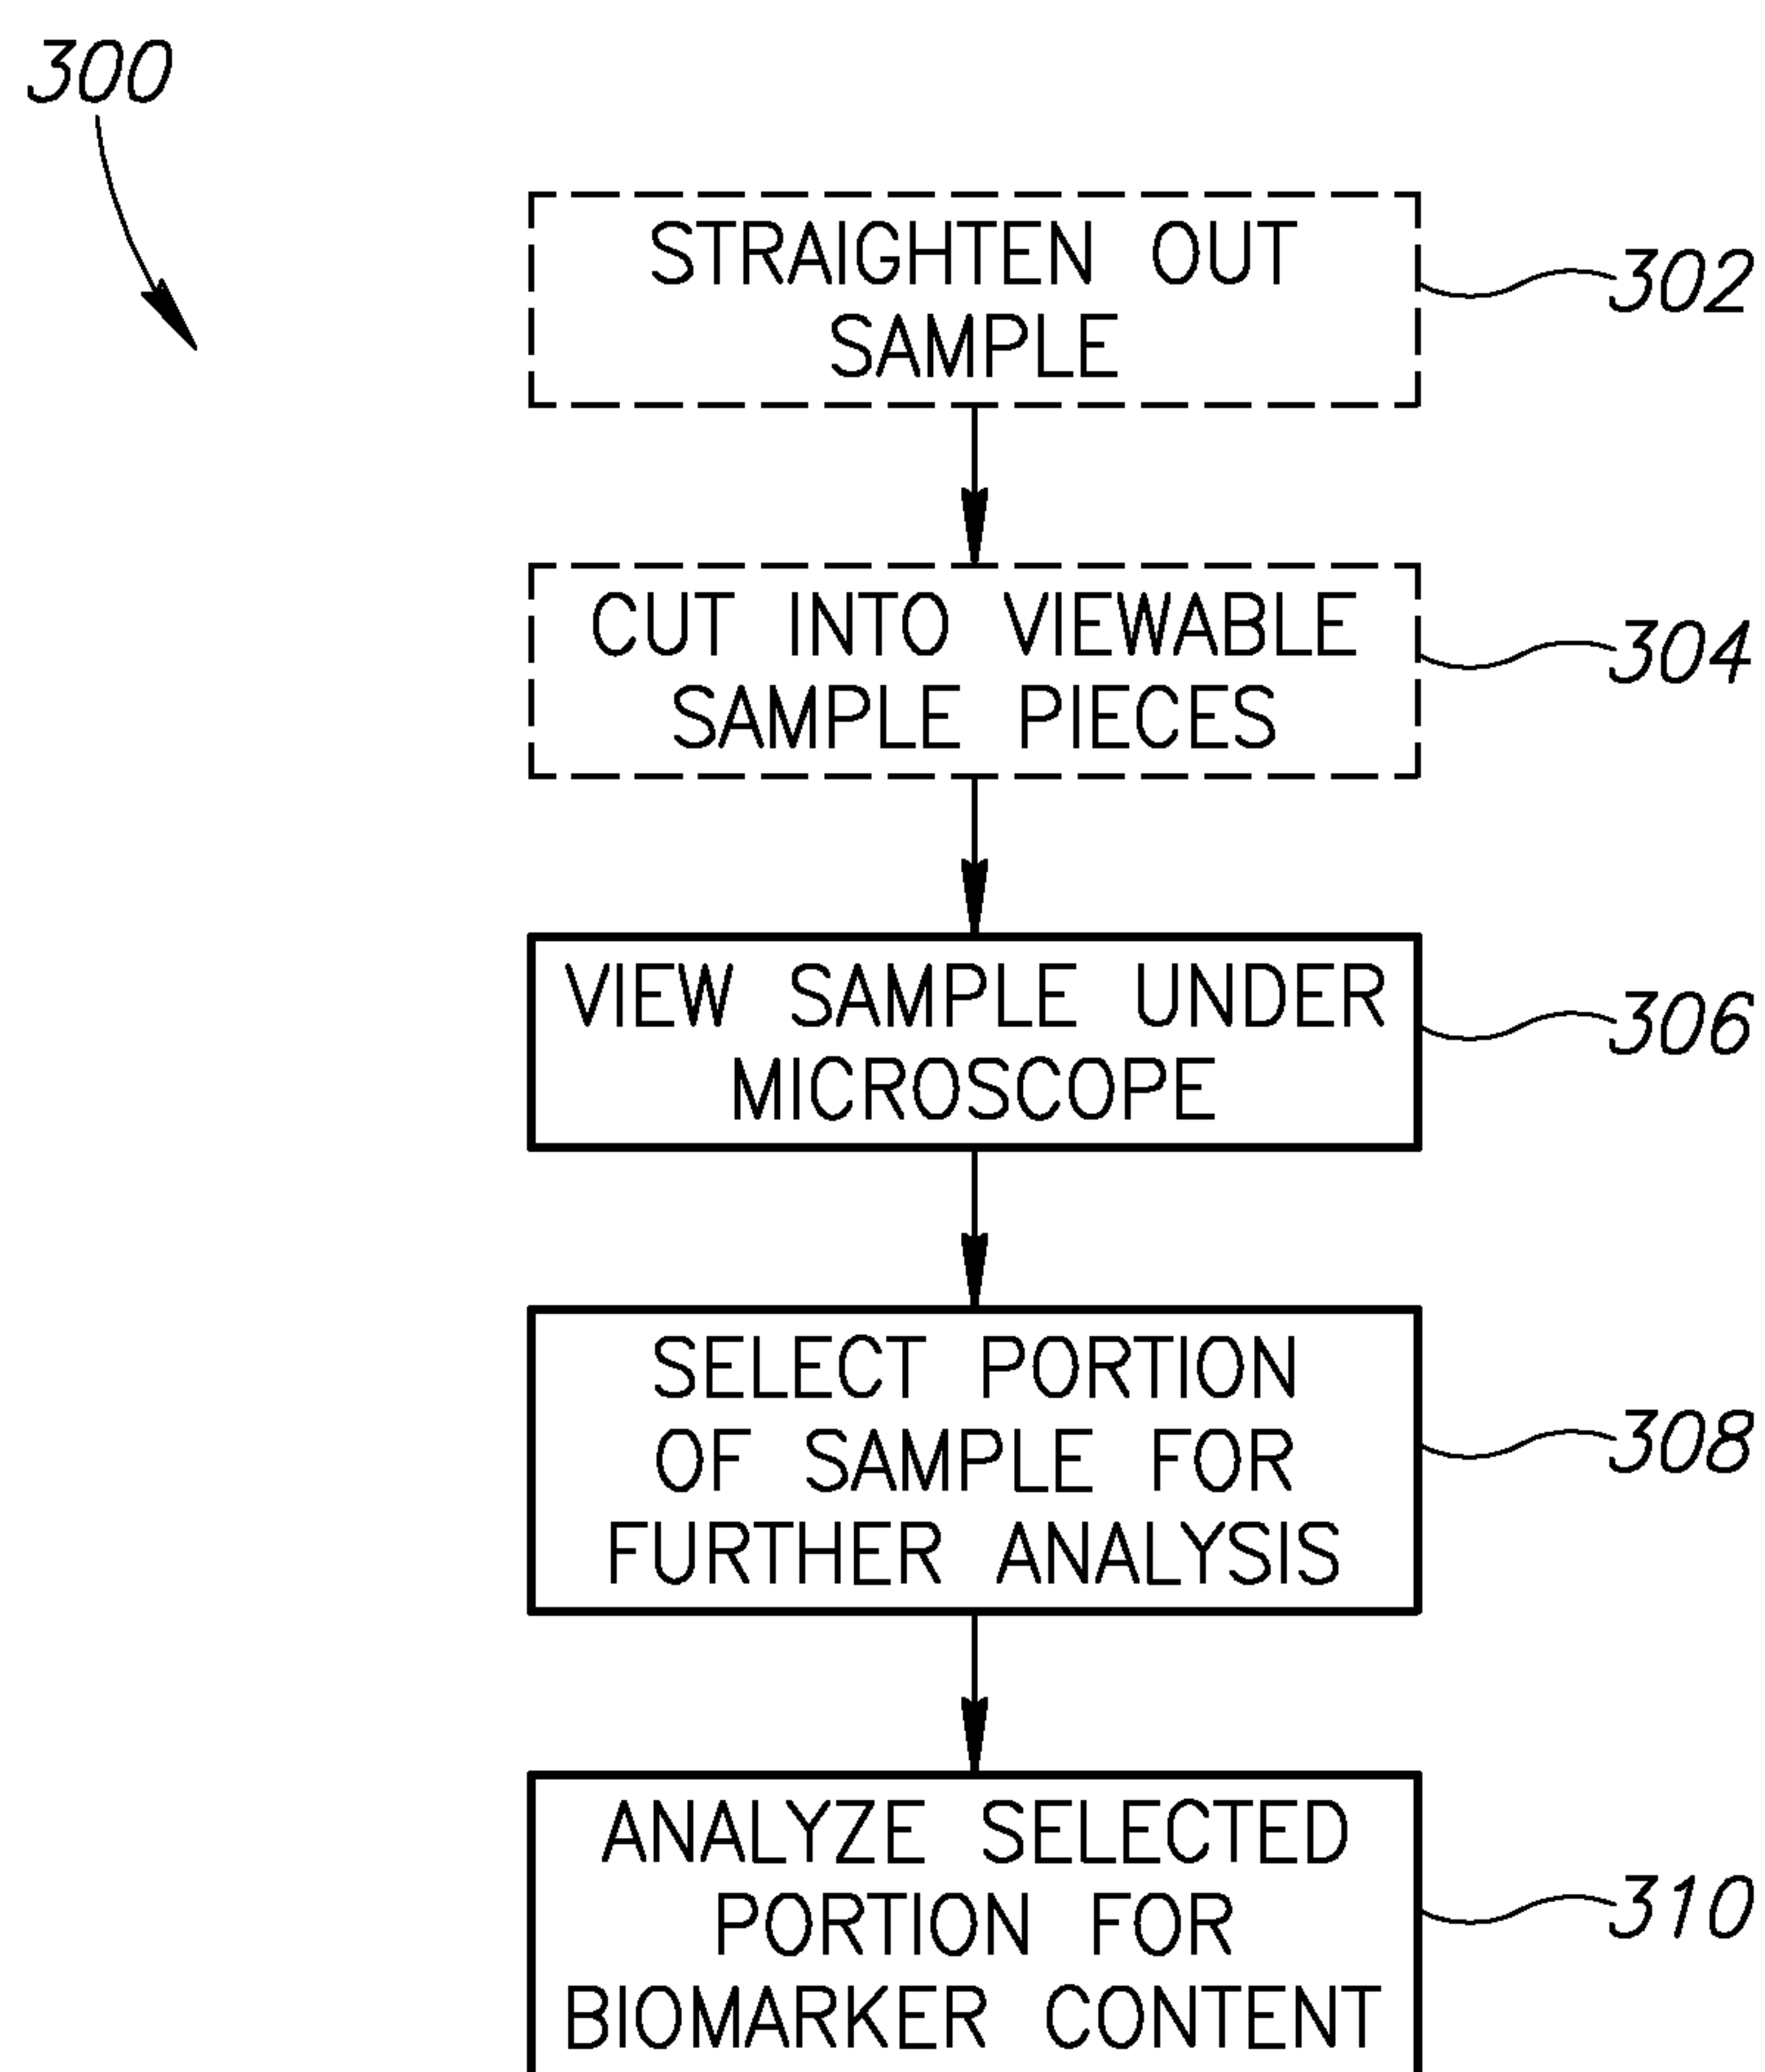 300
STRAIGHTEN OUT
SAMPLE
302
CUT INTO VIEWABLE
SAMPLE PIECES
304
VIEW SAMPLE UNDER
MICROSCOPE
306
SELECT PORTION
OF SAMPLE FOR
FURTHER ANALYSIS
308
ANALYZE SELECTED
PORTION FOR
BIOMARKER CONTENT
310